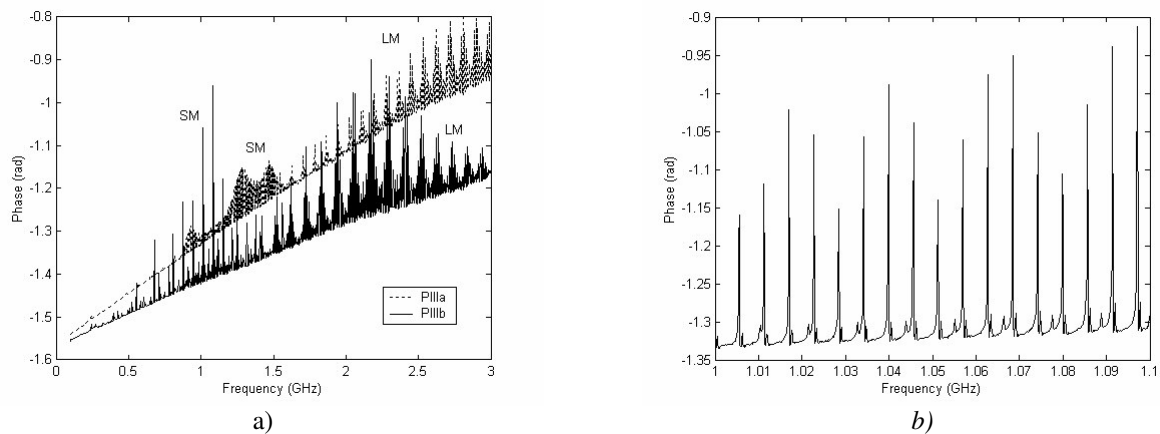 -0.8
-0.9
-1
-1.1
-1.2
-1.3
-1.4
-1.5
-1.6
Phase (rad)
SM
SM
LM
LM
PIIIa
PIIIb
0 0.5 1 1.5 2 2.5 3
Frequency (GHz)
a)
-0.9
-0.95
-1
-1.05
-1.1
-1.15
-1.2
-1.25
-1.3
-1.35
Phase (rad)
1 1.01 1.02 1.03 1.04 1.05 1.06 1.07 1.08 1.09 1.1
Frequency (GHz)
b)